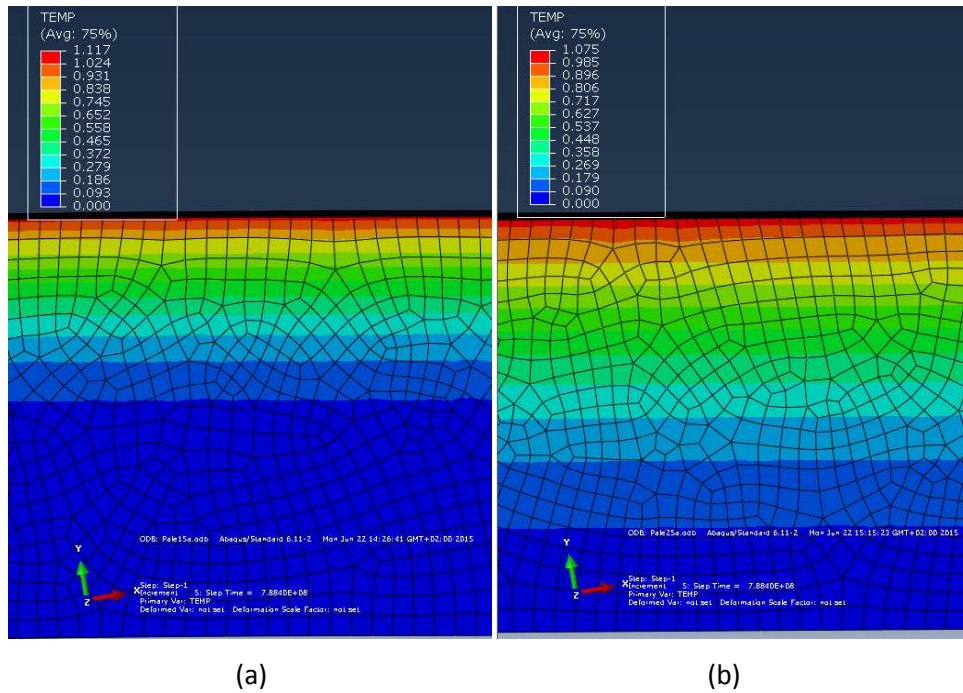 TEMP
(Avg: 75%)
1.117
1.024
0.931
0.838
0.745
0.652
0.558
0.465
0.372
0.279
0.186
0.093
0.000
ODB: Pale15a.odb Abaqus/Standard 6.11-2 Mon Jun 22 14:26:41 GMT+02:00 2015
Y
X
Z
Step: Step-1
Increment 5: Step Time = 7.8840E+08
Primary Var: TEMP
Deformed Var: not set Deformation Scale Factor: not set
(a)
TEMP
(Avg: 75%)
1.075
0.985
0.896
0.806
0.717
0.627
0.537
0.448
0.358
0.269
0.179
0.090
0.000
ODB: Pale25a.odb Abaqus/Standard 6.11-2 Mon Jun 22 15:15:23 GMT+02:00 2015
Y
X
Z
Step: Step-1
Increment 5: Step Time = 7.8840E+08
Primary Var: TEMP
Deformed Var: not set Deformation Scale Factor: not set
(b)